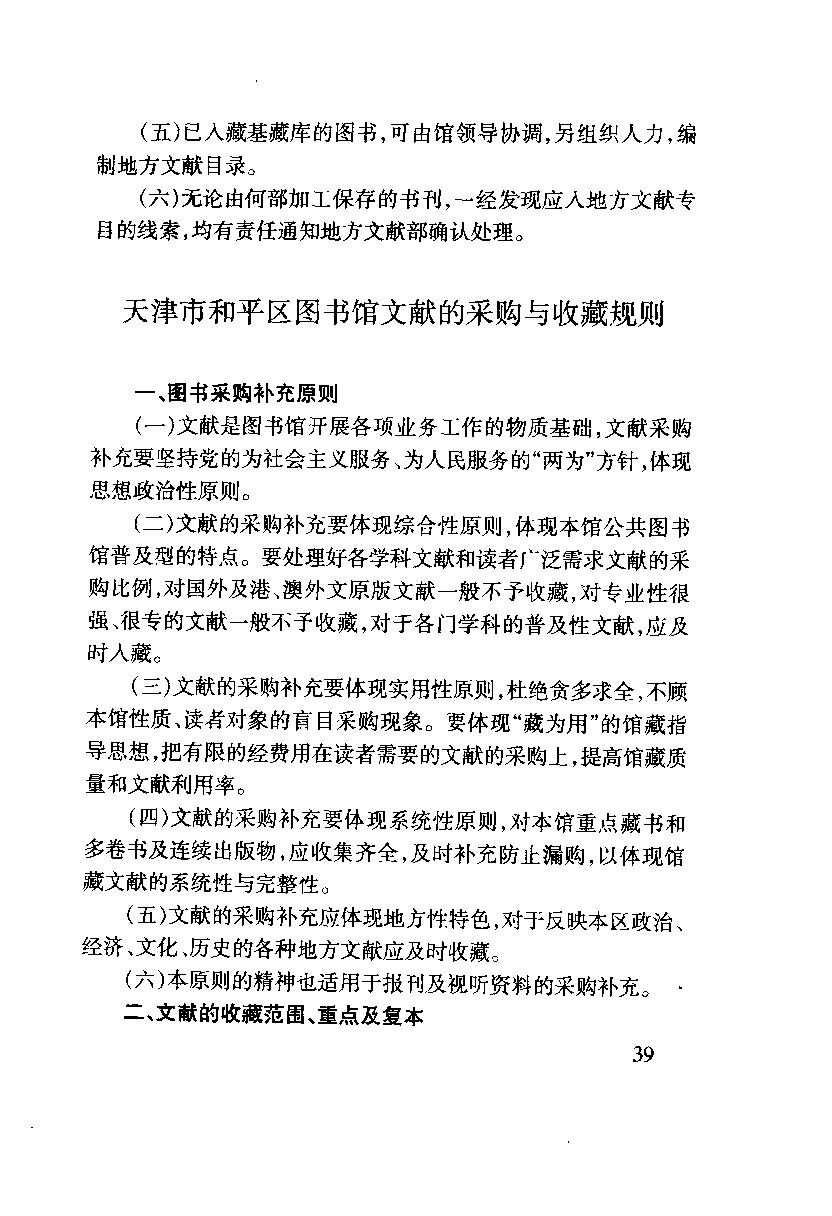 (五)已入藏基藏库的图书,可由馆领导协调,另组织人力,编
制地方文献目录。
(六)无论由何部加工保存的书刊,一经发现应入地方文献专
目的线索,均有责任通知地方文献部确认处理。
天津市和平区图书馆文献的采购与收藏规则
一、图书采购补充原则
(一)文献是图书馆开展各项业务工作的物质基础,文献采购
补充要坚持党的为社会主义服务、为人民服务的“两为”方针,体现
思想政治性原则。
(二)文献的采购补充要体现综合性原则,体现本馆公共图书
馆普及型的特点。要处理好各学科文献和读者广泛需求文献的采
购比例,对国外及港、澳外文原版文献一般不予收藏,对专业性很
强、很专的文献一般不予收藏,对于各门学科的普及性文献,应及
时入藏。
(三)文献的采购补充要体现实用性原则,杜绝贪多求全,不顾
本馆性质、读者对象的盲目采购现象。要体现“藏为用”的馆藏指
导思想,把有限的经费用在读者需要的文献的采购上,提高馆藏质
量和文献利用率。
(四)文献的采购补充要体现系统性原则,对本馆重点藏书和
多卷书及连续出版物,应收集齐全,及时补充防止漏购,以体现馆
藏文献的系统性与完整性。
(五)文献的采购补充应体现地方性特色,对于反映本区政治、
经济、文化、历史的各种地方文献应及时收藏。
(六)本原则的精神也适用于报刊及视听资料的采购补充。
二、文献的收藏范围、重点及复本
39